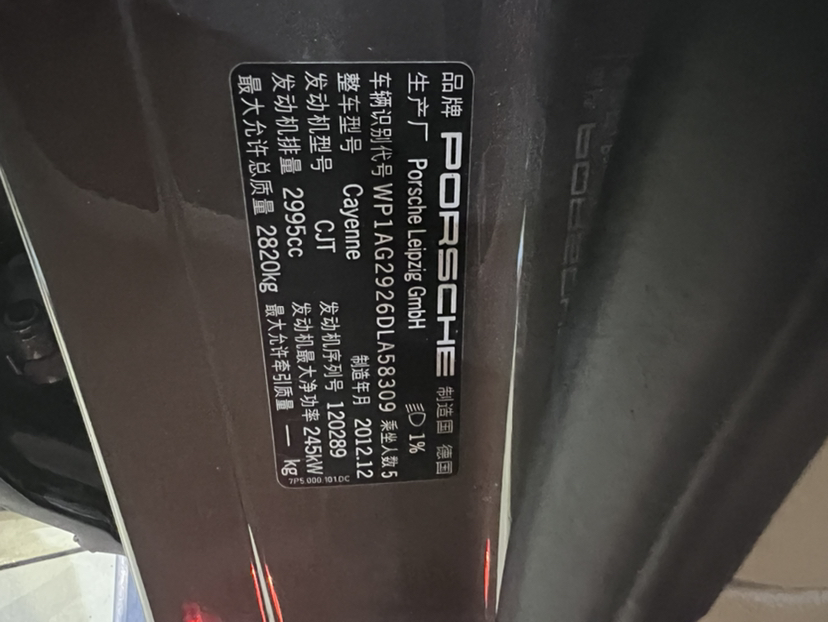 品牌 PORSCHE 制造国 德国
生产厂 Porsche Leipzig GmbH 1%
车辆识别代号 WP1AG2926DLA58309 乘坐人数 5
整车型号 Cayenne 制造年月 2012.12
发动机型号 CJT 发动机序列号 120289
发动机排量 2995cc 发动机最大净功率 245kW
最大允许总质量 2820kg 最大允许牵引质量 — kg
7P5.000.101.DC